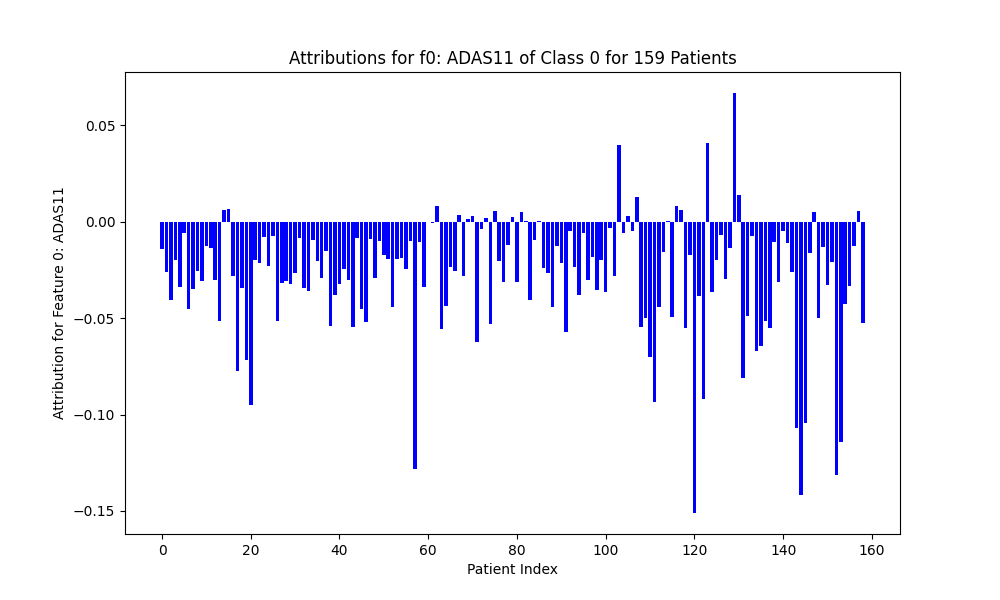 Attributions for f0: ADAS11 of Class 0 for 159 Patients
Attribution for Feature 0: ADAS11
0.05
0.00
−0.05
−0.10
−0.15
0 20 40 60 80 100 120 140 160
Patient Index